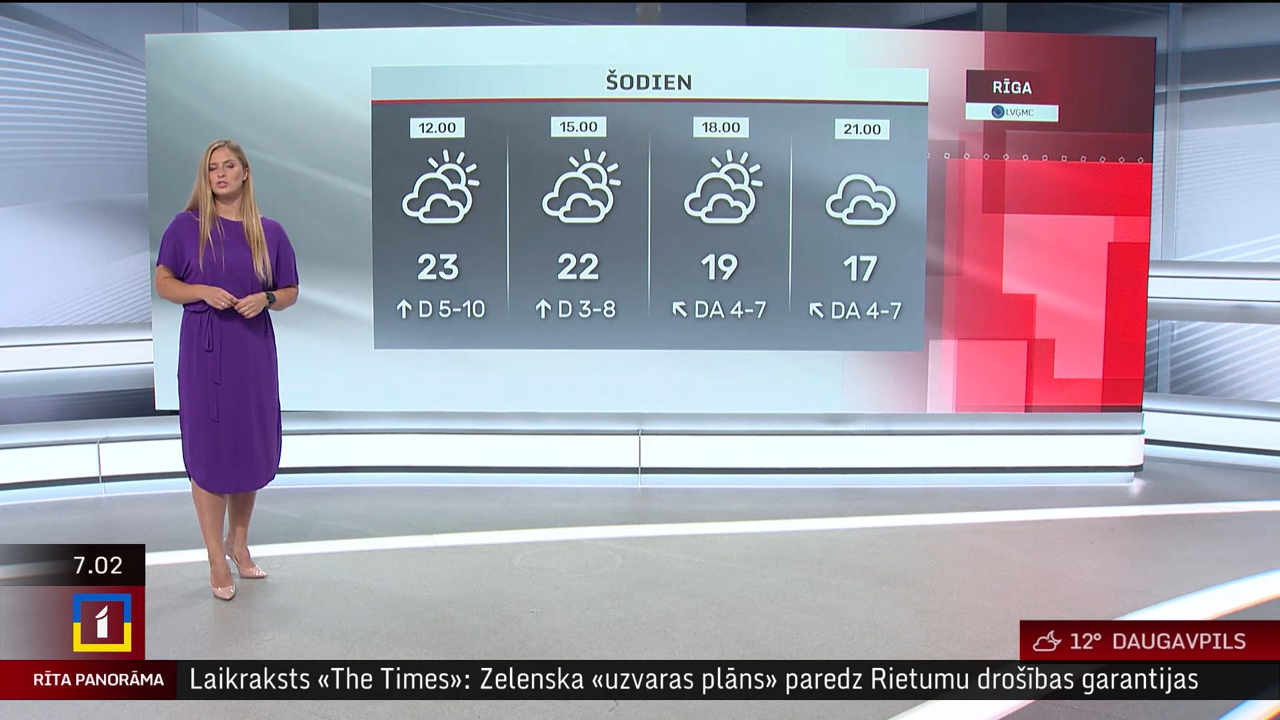 ŠODIEN
RĪGA
LVĢMC
12.00 15.00 18.00 21.00
23 22 19 17
D 5-10 D 3-8 DA 4-7 DA 4-7
7.02
1
12° DAUGAVPILS
RĪTA PANORĀMA Laikraksts «The Times»: Zelenska «uzvaras plāns» paredz Rietumu drošības garantijas